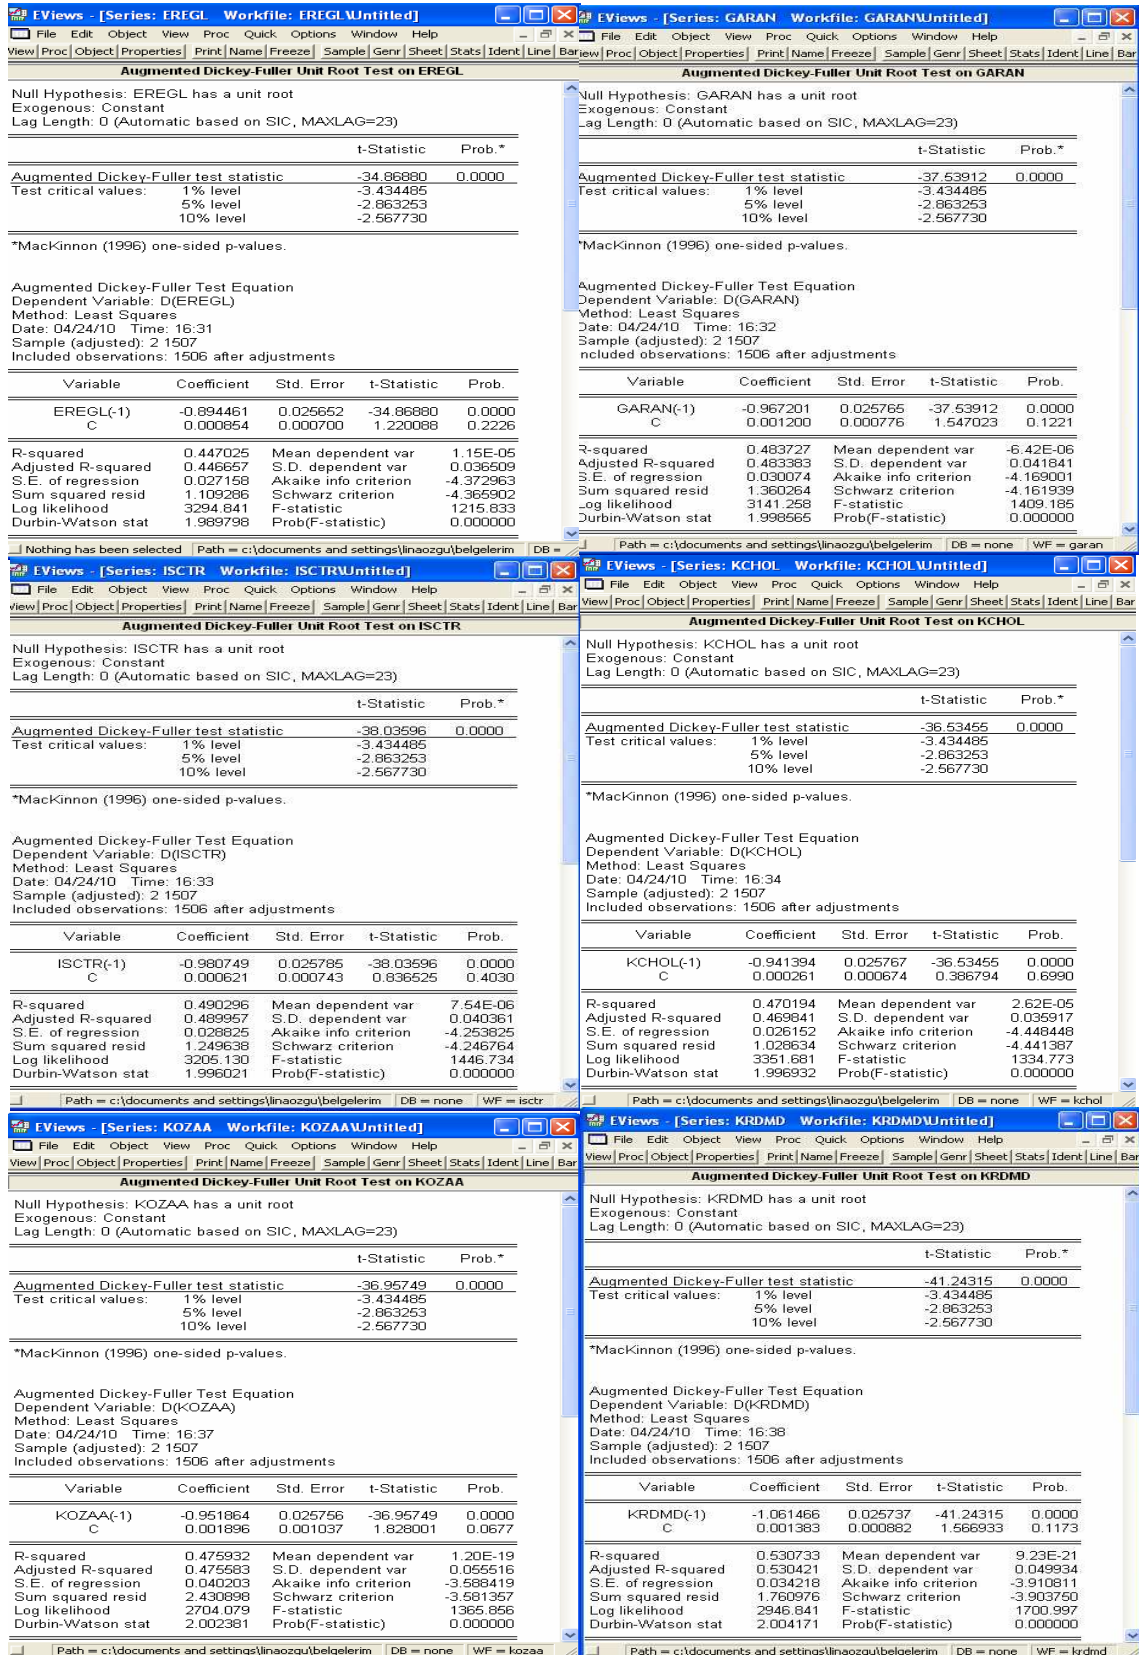 EViews - [Series: EREGL   Workfile: EREGL\Untitled]
File Edit Object View Proc Quick Options Window Help
View Proc Object Properties Print Name Freeze Sample Genr Sheet Stats Ident Line Bar
Augmented Dickey-Fuller Unit Root Test on EREGL
Null Hypothesis: EREGL has a unit root
Exogenous: Constant
Lag Length: 0 (Automatic based on SIC, MAXLAG=23)
t-Statistic Prob.*
Augmented Dickey-Fuller test statistic -34.86880 0.0000
Test critical values: 1% level -3.434485
5% level -2.863253
10% level -2.567730
*MacKinnon (1996) one-sided p-values.
Augmented Dickey-Fuller Test Equation
Dependent Variable: D(EREGL)
Method: Least Squares
Date: 04/24/10 Time: 16:31
Sample (adjusted): 2 1507
Included observations: 1506 after adjustments
Variable Coefficient Std. Error t-Statistic Prob.
EREGL(-1) -0.894461 0.025652 -34.86880 0.0000
C 0.000854 0.000700 1.220088 0.2226
R-squared 0.447025 Mean dependent var 1.15E-05
Adjusted R-squared 0.446657 S.D. dependent var 0.036509
S.E. of regression 0.027158 Akaike info criterion -4.372963
Sum squared resid 1.109286 Schwarz criterion -4.365902
Log likelihood 3294.841 F-statistic 1215.833
Durbin-Watson stat 1.989798 Prob(F-statistic) 0.000000
Nothing has been selected Path = c:\documents and settings\linaozgu\belgelerim DB =
EViews - [Series: GARAN   Workfile: GARAN\Untitled]
File Edit Object View Proc Quick Options Window Help
iew Proc Object Properties Print Name Freeze Sample Genr Sheet Stats Ident Line Bar
Augmented Dickey-Fuller Unit Root Test on GARAN
Null Hypothesis: GARAN has a unit root
Exogenous: Constant
Lag Length: 0 (Automatic based on SIC, MAXLAG=23)
t-Statistic Prob.*
Augmented Dickey-Fuller test statistic -37.53912 0.0000
Test critical values: 1% level -3.434485
5% level -2.863253
10% level -2.567730
*MacKinnon (1996) one-sided p-values.
Augmented Dickey-Fuller Test Equation
Dependent Variable: D(GARAN)
Method: Least Squares
Date: 04/24/10 Time: 16:32
Sample (adjusted): 2 1507
ncluded observations: 1506 after adjustments
Variable Coefficient Std. Error t-Statistic Prob.
GARAN(-1) -0.967201 0.025765 -37.53912 0.0000
C 0.001200 0.000776 1.547023 0.1221
R-squared 0.483727 Mean dependent var -6.42E-06
Adjusted R-squared 0.483383 S.D. dependent var 0.041841
S.E. of regression 0.030074 Akaike info criterion -4.169001
Sum squared resid 1.360264 Schwarz criterion -4.161939
Log likelihood 3141.258 F-statistic 1409.185
Durbin-Watson stat 1.998565 Prob(F-statistic) 0.000000
Path = c:\documents and settings\linaozgu\belgelerim DB = none WF = garan
EViews - [Series: ISCTR   Workfile: ISCTR\Untitled]
File Edit Object View Proc Quick Options Window Help
View Proc Object Properties Print Name Freeze Sample Genr Sheet Stats Ident Line Bar
Augmented Dickey-Fuller Unit Root Test on ISCTR
Null Hypothesis: ISCTR has a unit root
Exogenous: Constant
Lag Length: 0 (Automatic based on SIC, MAXLAG=23)
t-Statistic Prob.*
Augmented Dickey-Fuller test statistic -38.03596 0.0000
Test critical values: 1% level -3.434485
5% level -2.863253
10% level -2.567730
*MacKinnon (1996) one-sided p-values.
Augmented Dickey-Fuller Test Equation
Dependent Variable: D(ISCTR)
Method: Least Squares
Date: 04/24/10 Time: 16:33
Sample (adjusted): 2 1507
Included observations: 1506 after adjustments
Variable Coefficient Std. Error t-Statistic Prob.
ISCTR(-1) -0.980749 0.025785 -38.03596 0.0000
C 0.000621 0.000743 0.836525 0.4030
R-squared 0.490296 Mean dependent var 7.54E-06
Adjusted R-squared 0.489957 S.D. dependent var 0.040361
S.E. of regression 0.028825 Akaike info criterion -4.253825
Sum squared resid 1.249638 Schwarz criterion -4.246764
Log likelihood 3205.130 F-statistic 1446.734
Durbin-Watson stat 1.996021 Prob(F-statistic) 0.000000
Path = c:\documents and settings\linaozgu\belgelerim DB = none WF = isctr
EViews - [Series: KCHOL   Workfile: KCHOL\Untitled]
File Edit Object View Proc Quick Options Window Help
View Proc Object Properties Print Name Freeze Sample Genr Sheet Stats Ident Line Bar
Augmented Dickey-Fuller Unit Root Test on KCHOL
Null Hypothesis: KCHOL has a unit root
Exogenous: Constant
Lag Length: 0 (Automatic based on SIC, MAXLAG=23)
t-Statistic Prob.*
Augmented Dickey-Fuller test statistic -36.53455 0.0000
Test critical values: 1% level -3.434485
5% level -2.863253
10% level -2.567730
*MacKinnon (1996) one-sided p-values.
Augmented Dickey-Fuller Test Equation
Dependent Variable: D(KCHOL)
Method: Least Squares
Date: 04/24/10 Time: 16:34
Sample (adjusted): 2 1507
Included observations: 1506 after adjustments
Variable Coefficient Std. Error t-Statistic Prob.
KCHOL(-1) -0.941394 0.025767 -36.53455 0.0000
C 0.000261 0.000674 0.386794 0.6990
R-squared 0.470194 Mean dependent var 2.62E-05
Adjusted R-squared 0.469841 S.D. dependent var 0.035917
S.E. of regression 0.026152 Akaike info criterion -4.448448
Sum squared resid 1.028634 Schwarz criterion -4.441387
Log likelihood 3351.681 F-statistic 1334.773
Durbin-Watson stat 1.996932 Prob(F-statistic) 0.000000
Path = c:\documents and settings\linaozgu\belgelerim DB = none WF = kchol
EViews - [Series: KOZAA   Workfile: KOZAA\Untitled]
File Edit Object View Proc Quick Options Window Help
View Proc Object Properties Print Name Freeze Sample Genr Sheet Stats Ident Line Bar
Augmented Dickey-Fuller Unit Root Test on KOZAA
Null Hypothesis: KOZAA has a unit root
Exogenous: Constant
Lag Length: 0 (Automatic based on SIC, MAXLAG=23)
t-Statistic Prob.*
Augmented Dickey-Fuller test statistic -36.95749 0.0000
Test critical values: 1% level -3.434485
5% level -2.863253
10% level -2.567730
*MacKinnon (1996) one-sided p-values.
Augmented Dickey-Fuller Test Equation
Dependent Variable: D(KOZAA)
Method: Least Squares
Date: 04/24/10 Time: 16:37
Sample (adjusted): 2 1507
Included observations: 1506 after adjustments
Variable Coefficient Std. Error t-Statistic Prob.
KOZAA(-1) -0.951864 0.025756 -36.95749 0.0000
C 0.001896 0.001037 1.828001 0.0677
R-squared 0.475932 Mean dependent var 1.20E-19
Adjusted R-squared 0.475583 S.D. dependent var 0.055516
S.E. of regression 0.040203 Akaike info criterion -3.588419
Sum squared resid 2.430898 Schwarz criterion -3.581357
Log likelihood 2704.079 F-statistic 1365.856
Durbin-Watson stat 2.002381 Prob(F-statistic) 0.000000
Path = c:\documents and settings\linaozgu\belgelerim DB = none WF = kozaa
EViews - [Series: KRDMD   Workfile: KRDMD\Untitled]
File Edit Object View Proc Quick Options Window Help
View Proc Object Properties Print Name Freeze Sample Genr Sheet Stats Ident Line Bar
Augmented Dickey-Fuller Unit Root Test on KRDMD
Null Hypothesis: KRDMD has a unit root
Exogenous: Constant
Lag Length: 0 (Automatic based on SIC, MAXLAG=23)
t-Statistic Prob.*
Augmented Dickey-Fuller test statistic -41.24315 0.0000
Test critical values: 1% level -3.434485
5% level -2.863253
10% level -2.567730
*MacKinnon (1996) one-sided p-values.
Augmented Dickey-Fuller Test Equation
Dependent Variable: D(KRDMD)
Method: Least Squares
Date: 04/24/10 Time: 16:38
Sample (adjusted): 2 1507
Included observations: 1506 after adjustments
Variable Coefficient Std. Error t-Statistic Prob.
KRDMD(-1) -1.061466 0.025737 -41.24315 0.0000
C 0.001383 0.000882 1.566933 0.1173
R-squared 0.530733 Mean dependent var 9.23E-21
Adjusted R-squared 0.530421 S.D. dependent var 0.049934
S.E. of regression 0.034218 Akaike info criterion -3.910811
Sum squared resid 1.760976 Schwarz criterion -3.903750
Log likelihood 2946.841 F-statistic 1700.997
Durbin-Watson stat 2.004171 Prob(F-statistic) 0.000000
Path = c:\documents and settings\linaozgu\belgelerim DB = none WF = krdmd